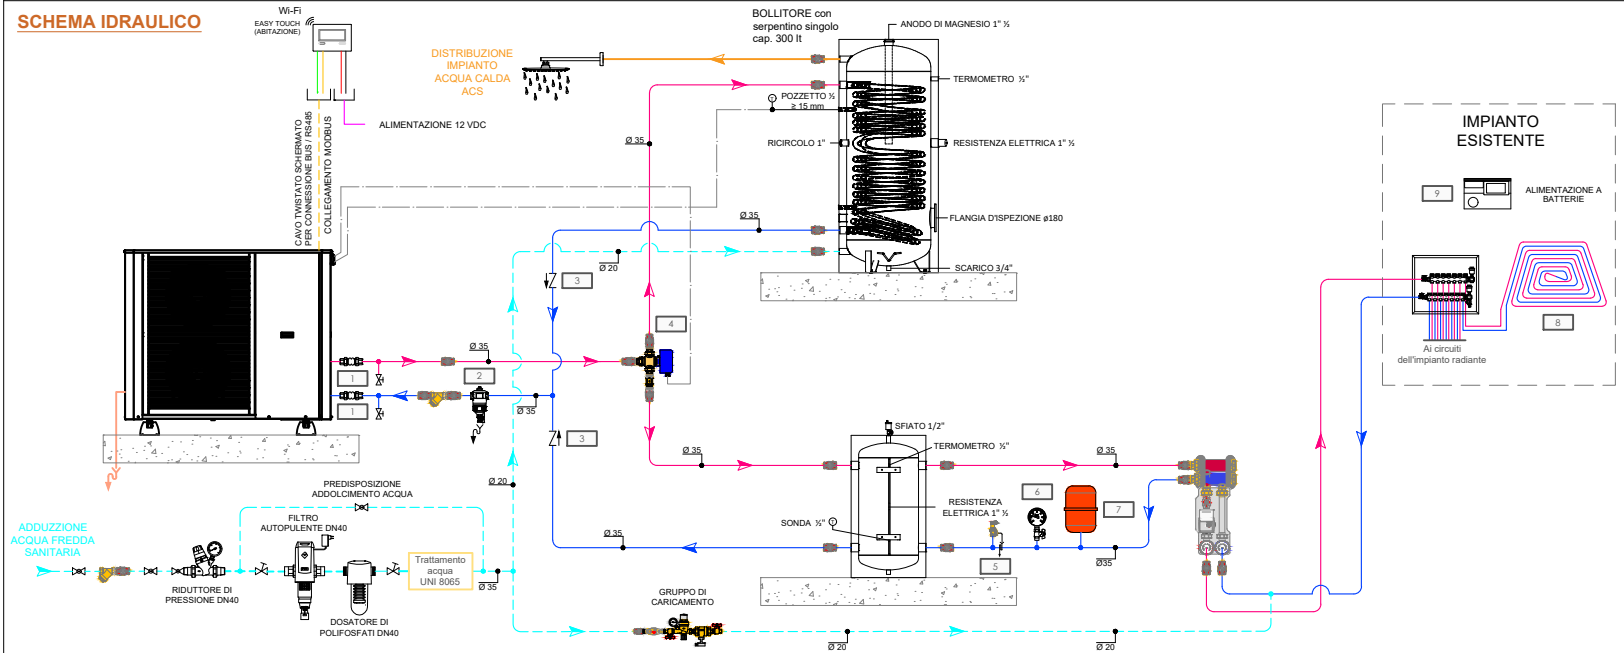 SCHEMA IDRAULICO
Wi-Fi
EASY TOUCH
(ABITAZIONE)
ALIMENTAZIONE 12 VDC
CAVO TWISTATO SCHERMATO
PER CONNESSIONE BUS / RS485
COLLEGAMENTO MODBUS
DISTRIBUZIONE
IMPIANTO
ACQUA CALDA
ACS
BOLLITORE con
serpentino singolo
cap. 300 lt
ANODO DI MAGNESIO 1" ½
TERMOMETRO ½"
T
POZZETTO ½
≥ 15 mm
RICIRCOLO 1"
RESISTENZA ELETTRICA 1" ½
FLANGIA D'ISPEZIONE ø180
SCARICO 3/4"
Ø 35
Ø 35
Ø 20
3
4
Ø 35
2
1
1
Ø 35
3
IMPIANTO
ESISTENTE
9
ALIMENTAZIONE A
BATTERIE
8
Ai circuiti
dell'impianto radiante
SFIATO 1/2"
TERMOMETRO ½"
Ø 35
Ø 35
RESISTENZA
ELETTRICA 1" ½
SONDA ½"
T
6
7
5
Ø35
Ø 35
Ø 20
PREDISPOSIZIONE
ADDOLCIMENTO ACQUA
FILTRO
AUTOPULENTE DN40
ADDUZZIONE
ACQUA FREDDA
SANITARIA
RIDUTTORE DI
PRESSIONE DN40
DOSATORE DI
POLIFOSFATI DN40
Trattamento
acqua
UNI 8065
Ø 35
GRUPPO DI
CARICAMENTO
Ø 20
Ø 20